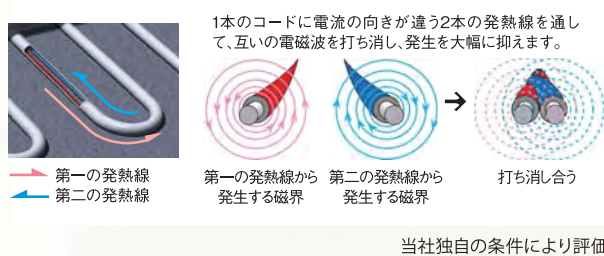 1本のコードに電流の向きが違う2本の発熱線を通し
て、互いの電磁波を打ち消し、発生を大幅に抑えます。
第一の発熱線
第二の発熱線
第一の発熱線から
発生する磁界
第二の発熱線から
発生する磁界
打ち消し合う
当社独自の条件により評価